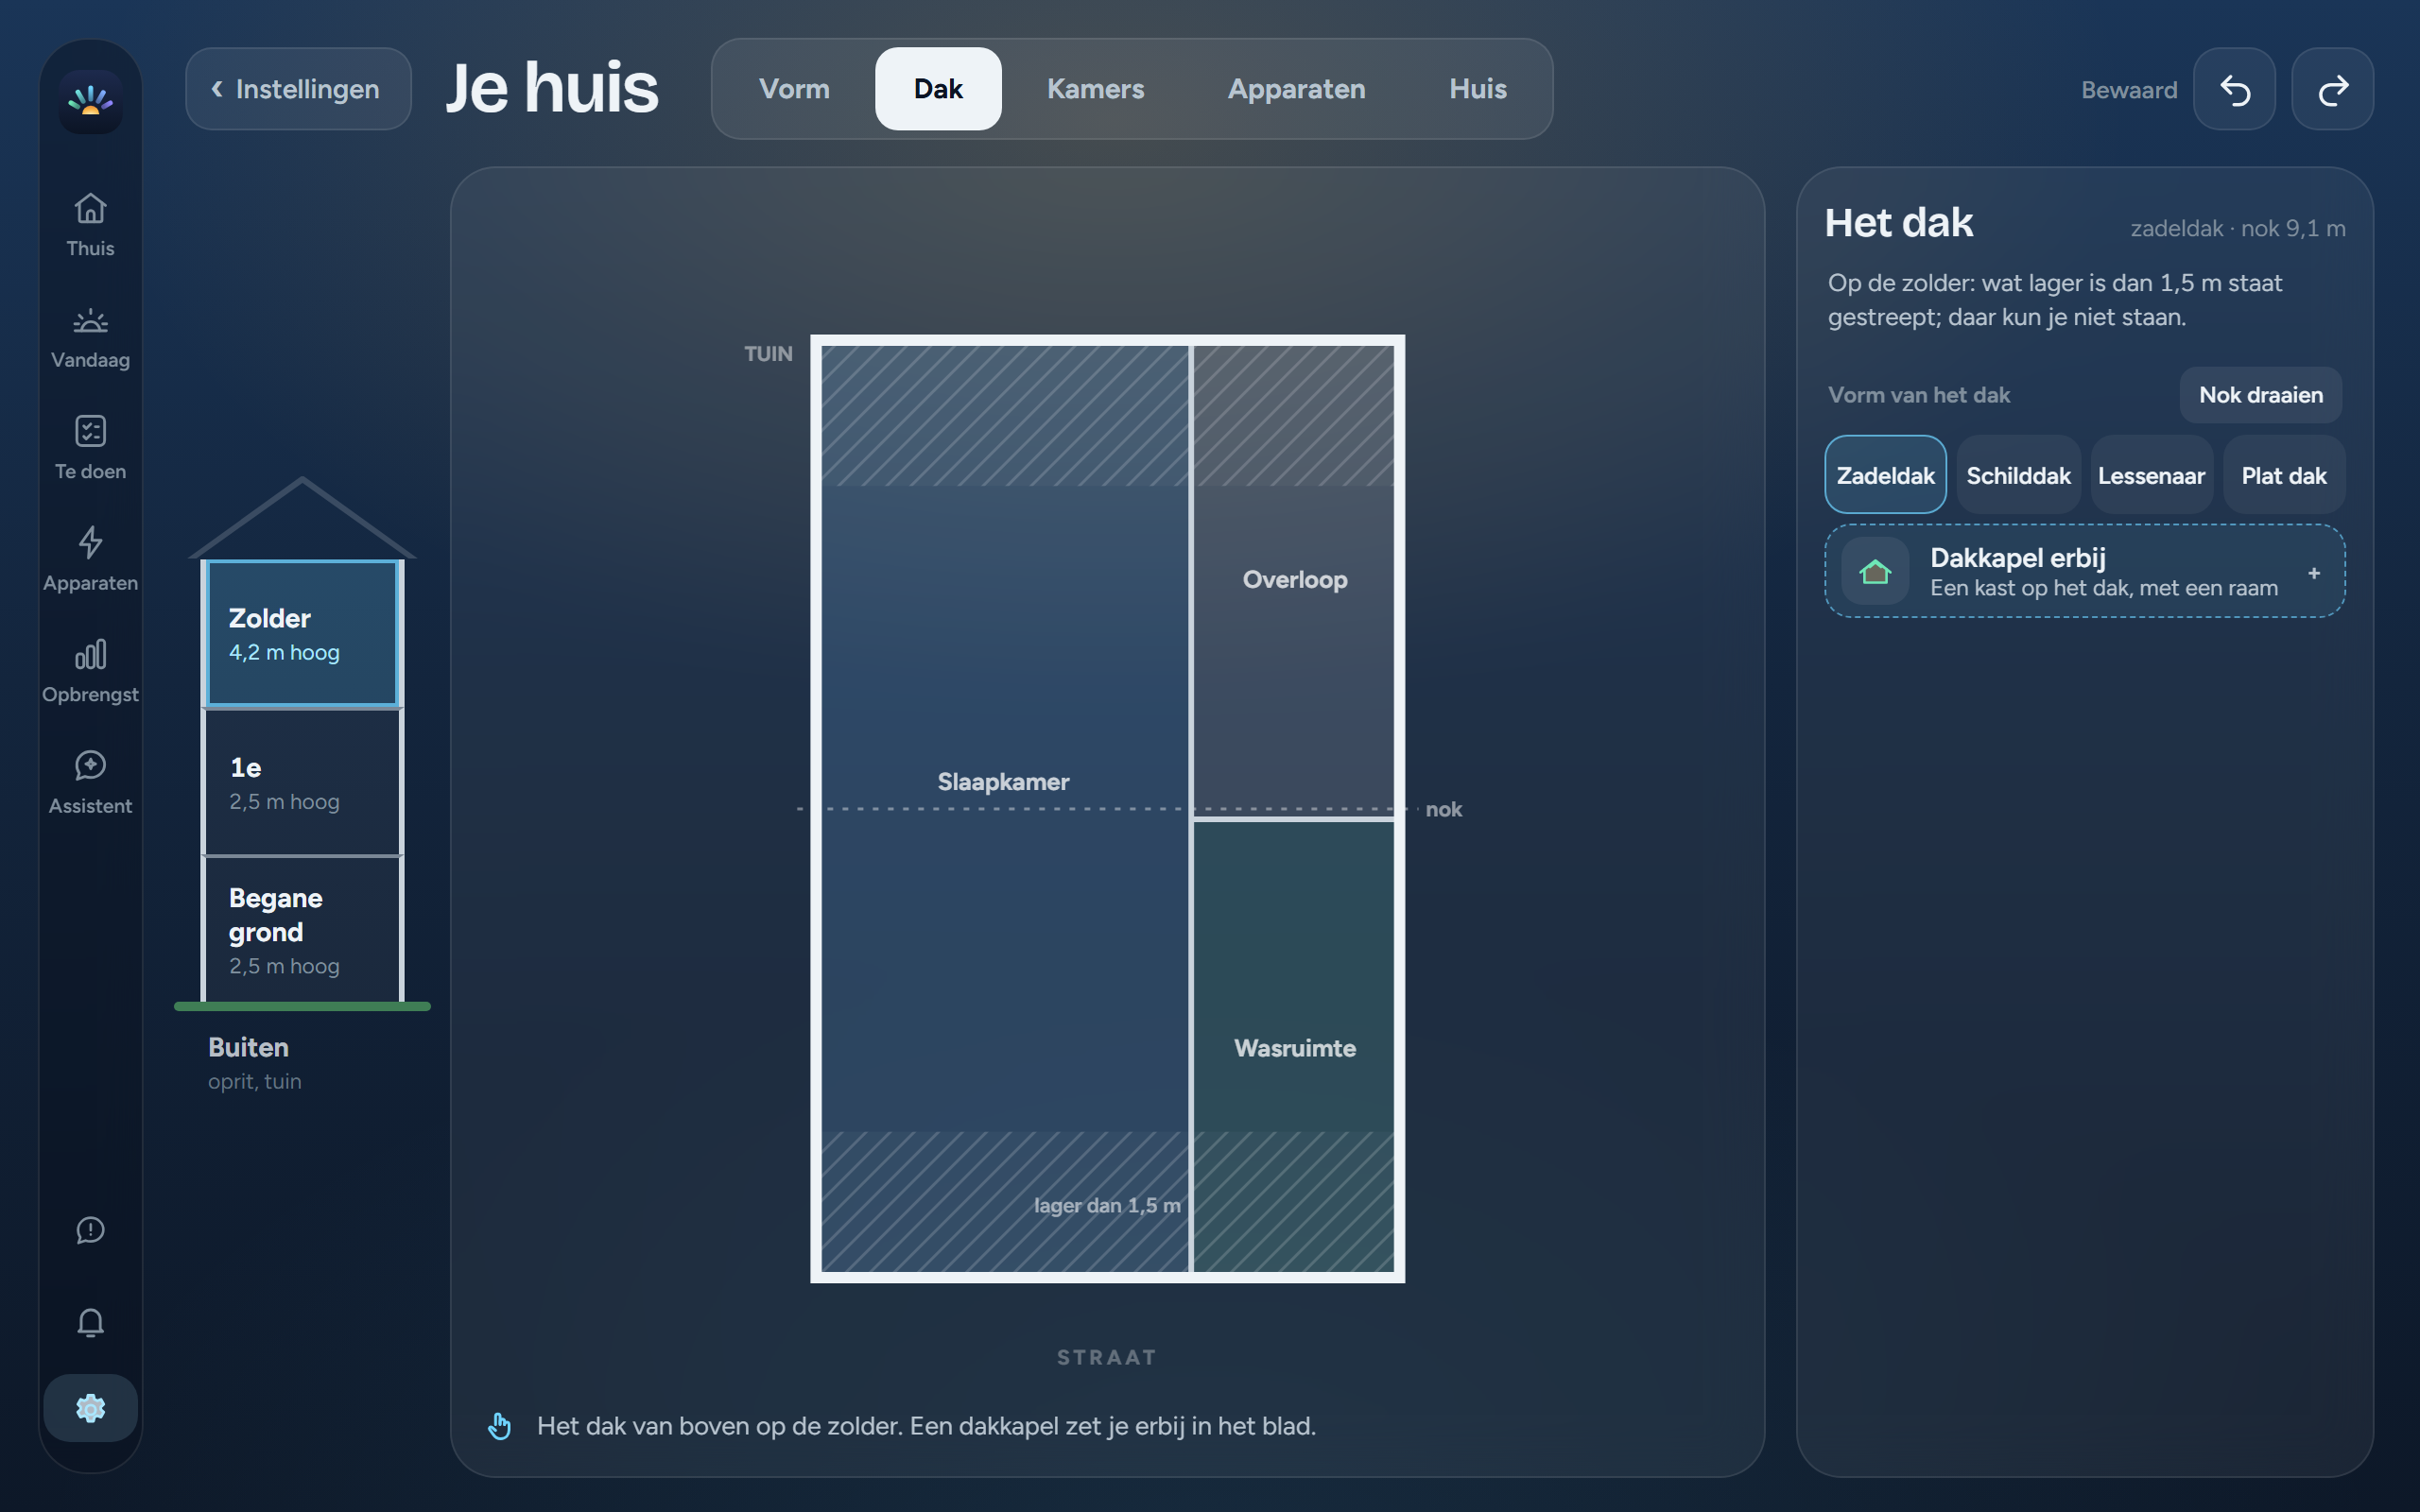 ‹ Instellingen
Je huis
Vorm
Dak
Kamers
Apparaten
Huis
Bewaard
Thuis
Vandaag
Te doen
Apparaten
Opbrengst
Assistent
Zolder
4,2 m hoog
1e
2,5 m hoog
Begane
grond
2,5 m hoog
Buiten
oprit, tuin
TUIN
Overloop
Slaapkamer
nok
Wasruimte
lager dan 1,5 m
STRAAT
Het dak van boven op de zolder. Een dakkapel zet je erbij in het blad.
Het dak
zadeldak · nok 9,1 m
Op de zolder: wat lager is dan 1,5 m staat
gestreept; daar kun je niet staan.
Vorm van het dak
Nok draaien
Zadeldak
Schilddak
Lessenaar
Plat dak
Dakkapel erbij
Een kast op het dak, met een raam
+